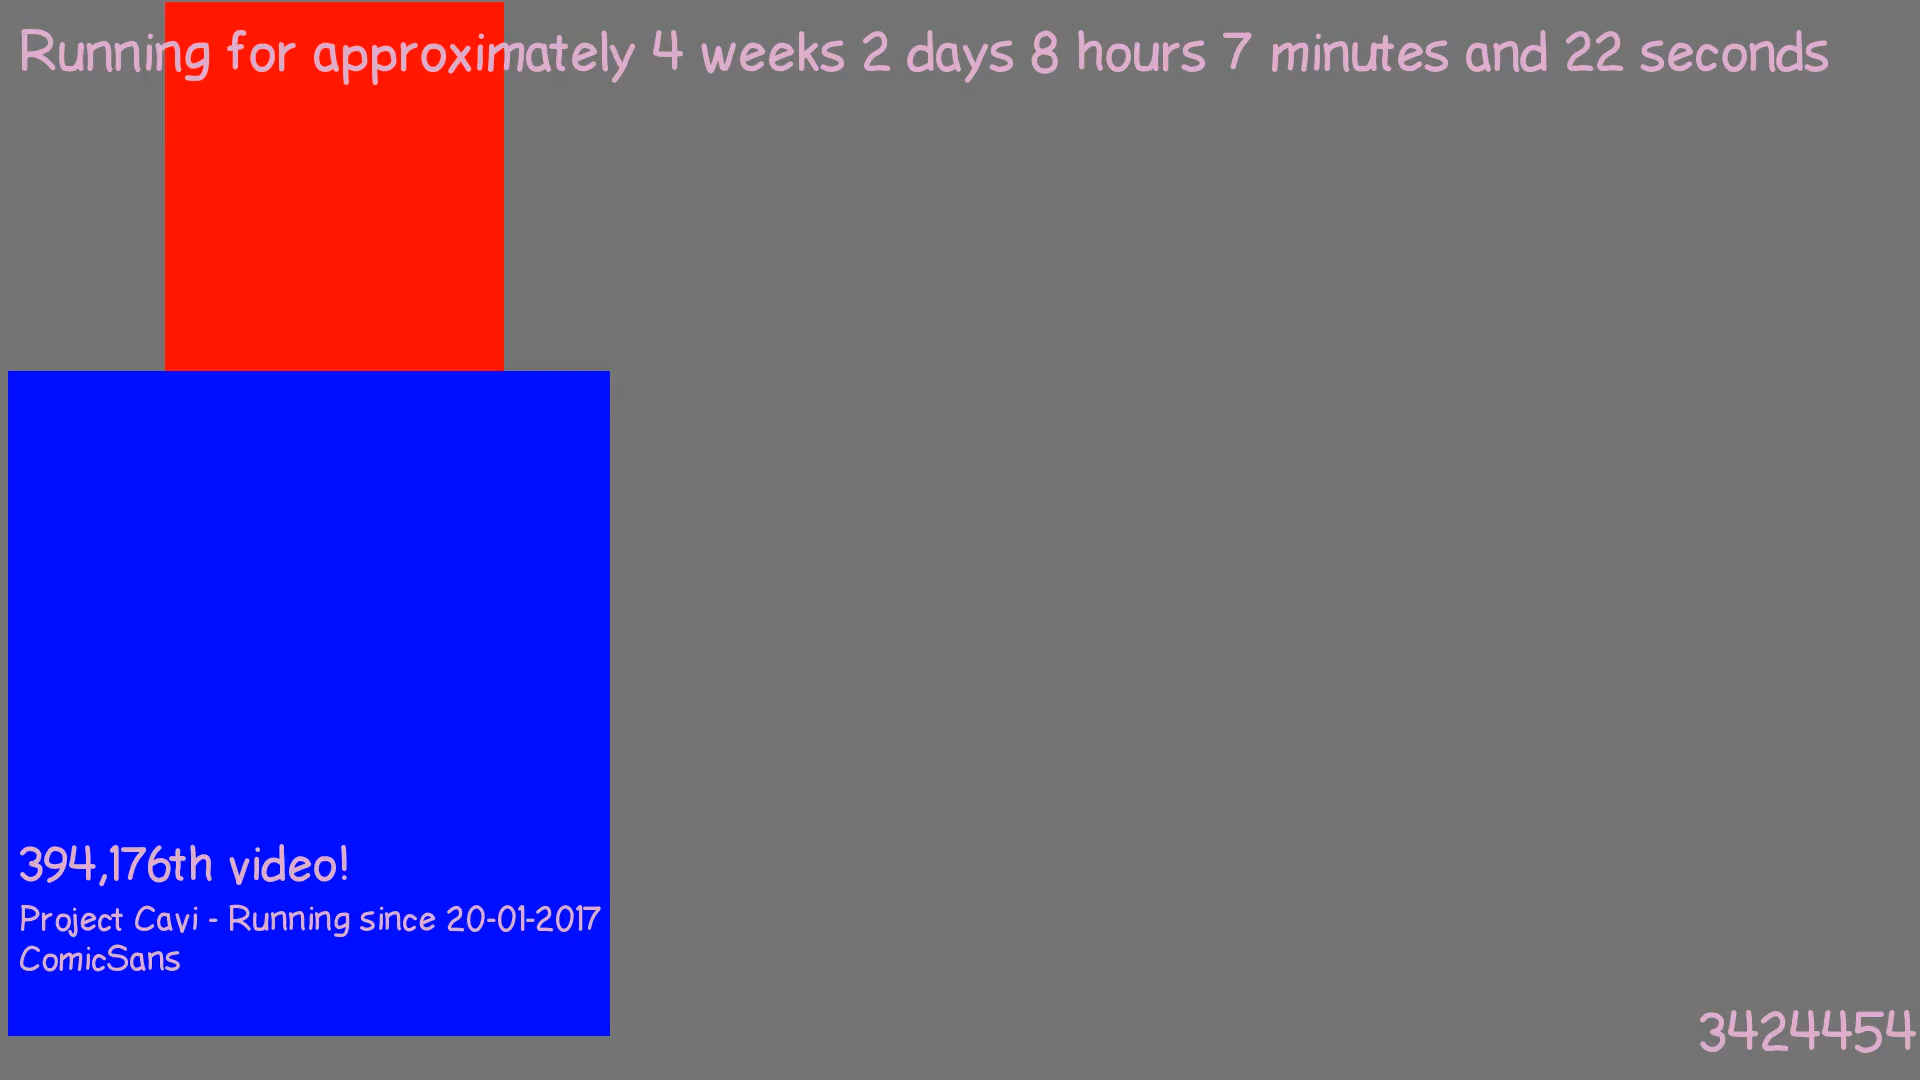 Running for approximately 4 weeks 2 days 8 hours 7 minutes and 22 seconds
394,176th video!
Project Cavi - Running since 20-01-2017
ComicSans
3424454